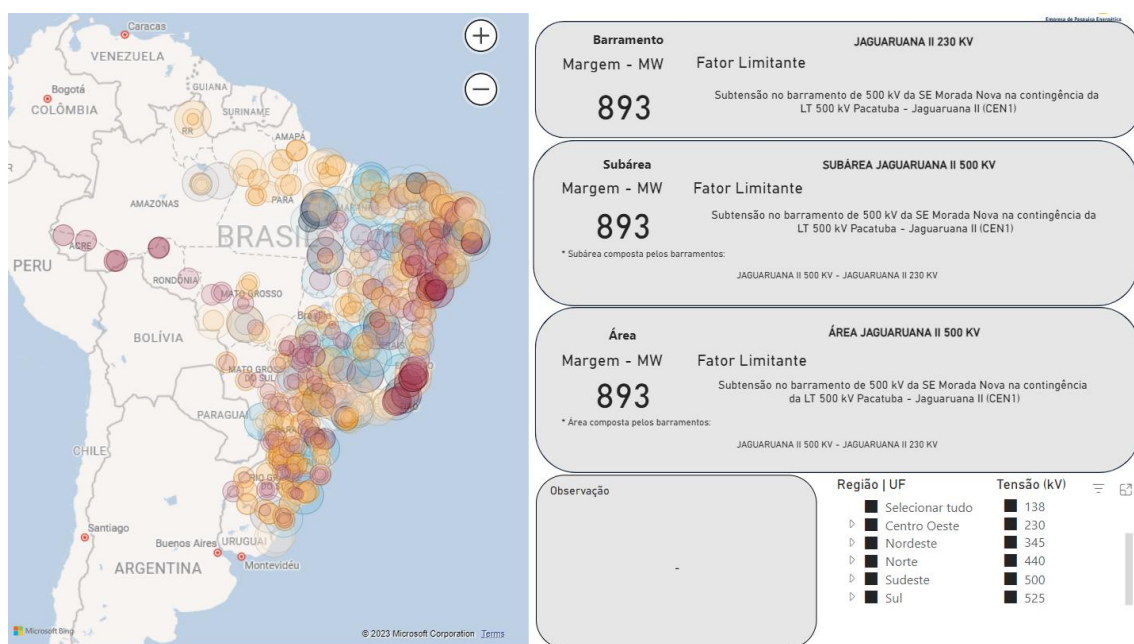 Caracas
VENEZUELA
Bogotá
COLÔMBIA
GUIANA
SURINAME
RR
AMAPÁ
AMAZONAS
PARÁ
BRASIL
ACRE
PERU
RONDÔNIA
MATO GROSSO
BOLÍVIA
MATO GROSSO
DO SUL
PARAGUAI
CHILE
Santiago
Buenos Aires
URUGUAI
Montevidéu
ARGENTINA
Microsoft Bing
© 2023 Microsoft Corporation Terms
Empresa de Pesquisa Energética
Barramento
JAGUARUANA II 230 KV
Margem - MW
Fator Limitante
893
Subtensão no barramento de 500 kV da SE Morada Nova na contingência da
LT 500 kV Pacatuba - Jaguaruana II (CEN1)
Subárea
SUBÁREA JAGUARUANA II 500 KV
Margem - MW
Fator Limitante
893
Subtensão no barramento de 500 kV da SE Morada Nova na contingência da
LT 500 kV Pacatuba - Jaguaruana II (CEN1)
* Subárea composta pelos barramentos:
JAGUARUANA II 500 KV - JAGUARUANA II 230 KV
Área
ÁREA JAGUARUANA II 500 KV
Margem - MW
Fator Limitante
893
Subtensão no barramento de 500 kV da SE Morada Nova na contingência
da LT 500 kV Pacatuba - Jaguaruana II (CEN1)
* Área composta pelos barramentos:
JAGUARUANA II 500 KV - JAGUARUANA II 230 KV
Observação
-
Região | UF
Selecionar tudo
Centro Oeste
Nordeste
Norte
Sudeste
Sul
Tensão (kV)
138
230
345
440
500
525